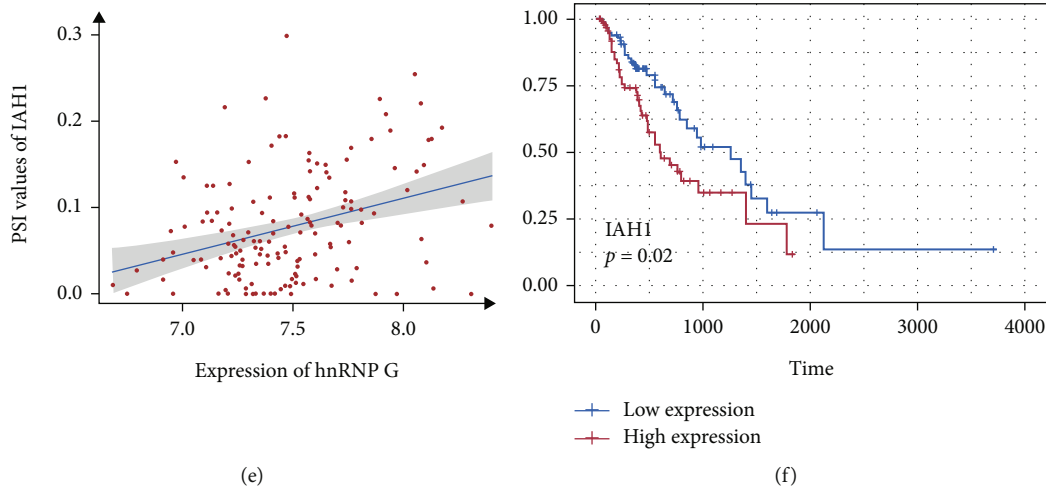 PSI values of IAH1
0.3
0.2
0.1
0.0
7.0 7.5 8.0
Expression of hnRNP G
(e)
1.00
0.75
0.50
0.25
0.00
IAH1
p = 0.02
0 1000 2000 3000 4000
Time
Low expression
High expression
(f)